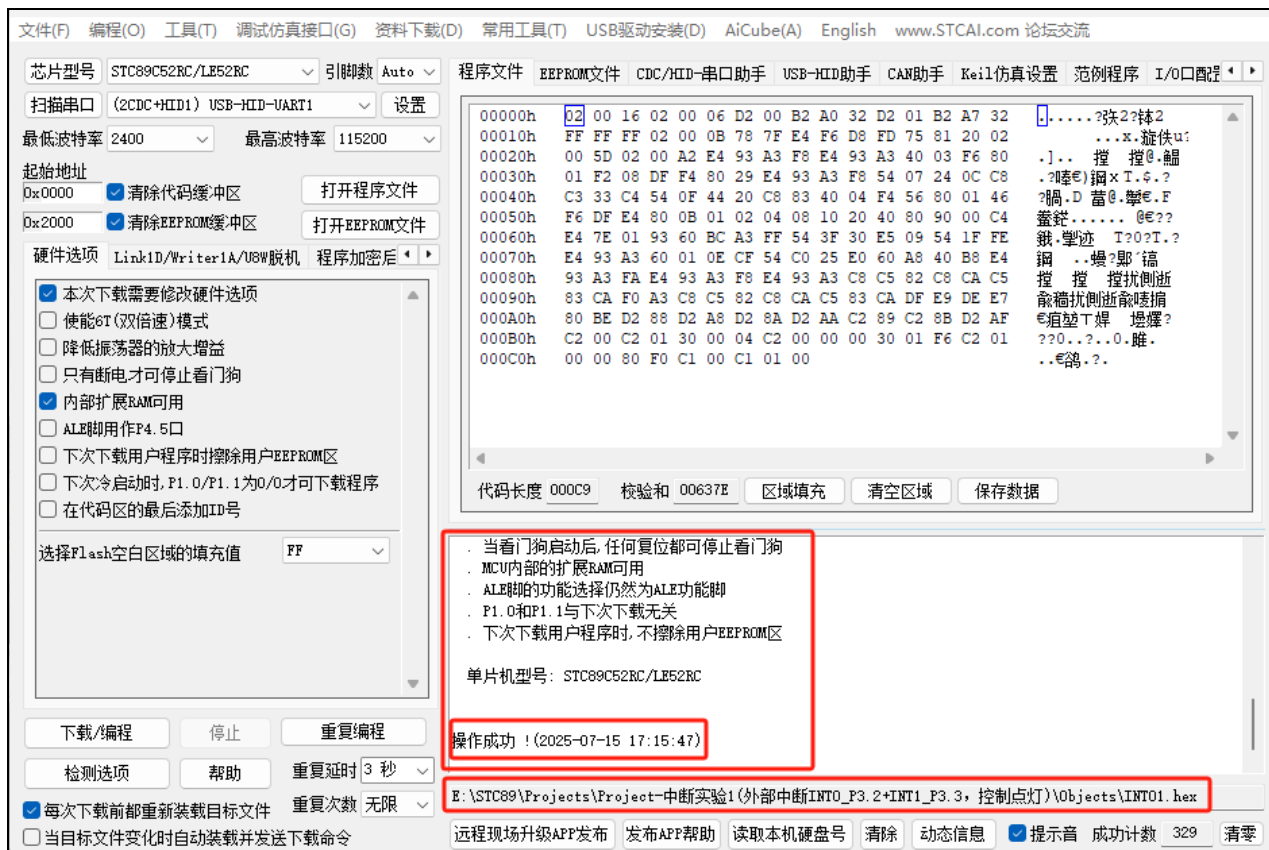 文件(F) 编程(O) 工具(T) 调试仿真接口(G) 资料下载(D) 常用工具(T) USB驱动安装(D) AiCube(A) English www.STCAI.com 论坛交流
芯片型号 STC89C52RC/LE52RC 引脚数 Auto
扫描串口 (2CDC+HID1) USB-HID-UART1 设置
最低波特率 2400 最高波特率 115200
起始地址
0x0000 清除代码缓冲区 打开程序文件
0x2000 清除EEPROM缓冲区 打开EEPROM文件
硬件选项 Link1D/Writer1A/U8W脱机 程序加密后
本次下载需要修改硬件选项
使能6T(双倍速)模式
降低振荡器的放大增益
只有断电才可停止看门狗
内部扩展RAM可用
ALE脚用作P4.5口
下次下载用户程序时擦除用户EEPROM区
下次冷启动时,P1.0/P1.1为0/0才可下载程序
在代码区的最后添加ID号
选择Flash空白区域的填充值 FF
下载/编程 停止 重复编程
检测选项 帮助 重复延时 3 秒
每次下载前都重新装载目标文件 重复次数 无限
当目标文件变化时自动装载并发送下载命令
程序文件 EEPROM文件 CDC/HID-串口助手 USB-HID助手 CAN助手 Keil仿真设置 范例程序 I/O口配
00000h 02 00 16 02 00 06 D2 00 B2 A0 32 D2 01 B2 A7 32
00010h FF FF FF 02 00 0B 78 7F E4 F6 D8 FD 75 81 20 02
00020h 00 5D 02 00 A2 E4 93 A3 F8 E4 93 A3 40 03 F6 80
00030h 01 F2 08 DF F4 80 29 E4 93 A3 F8 54 07 24 0C C8
00040h C3 33 C4 54 0F 44 20 C8 83 40 04 F4 56 80 01 46
00050h F6 DF E4 80 0B 01 02 04 08 10 20 40 80 90 00 C4
00060h E4 7E 01 93 60 BC A3 FF 54 3F 30 E5 09 54 1F FE
00070h E4 93 A3 60 01 0E CF 54 C0 25 E0 60 A8 40 B8 E4
00080h 93 A3 FA E4 93 A3 F8 E4 93 A3 C8 C5 82 C8 CA C5
00090h 83 CA F0 A3 C8 C5 82 C8 CA C5 83 CA DF E9 DE E7
000A0h 80 BE D2 88 D2 A8 D2 8A D2 AA C2 89 C2 8B D2 AF
000B0h C2 00 C2 01 30 00 04 C2 00 00 00 30 01 F6 C2 01
000C0h 00 00 80 F0 C1 00 C1 01 00
代码长度 000C9 校验和 00637E 区域填充 清空区域 保存数据
. 当看门狗启动后,任何复位都可停止看门狗
. MCU内部的扩展RAM可用
. ALE脚的功能选择仍然为ALE功能脚
. P1.0和P1.1与下次下载无关
. 下次下载用户程序时,不擦除用户EEPROM区
单片机型号: STC89C52RC/LE52RC
操作成功 !(2025-07-15 17:15:47)
E:\STC89\Projects\Project-中断实验1(外部中断INT0_P3.2+INT1_P3.3，控制点灯)\Objects\INT01.hex
远程现场升级APP发布 发布APP帮助 读取本机硬盘号 清除 动态信息 提示音 成功计数 329 清零